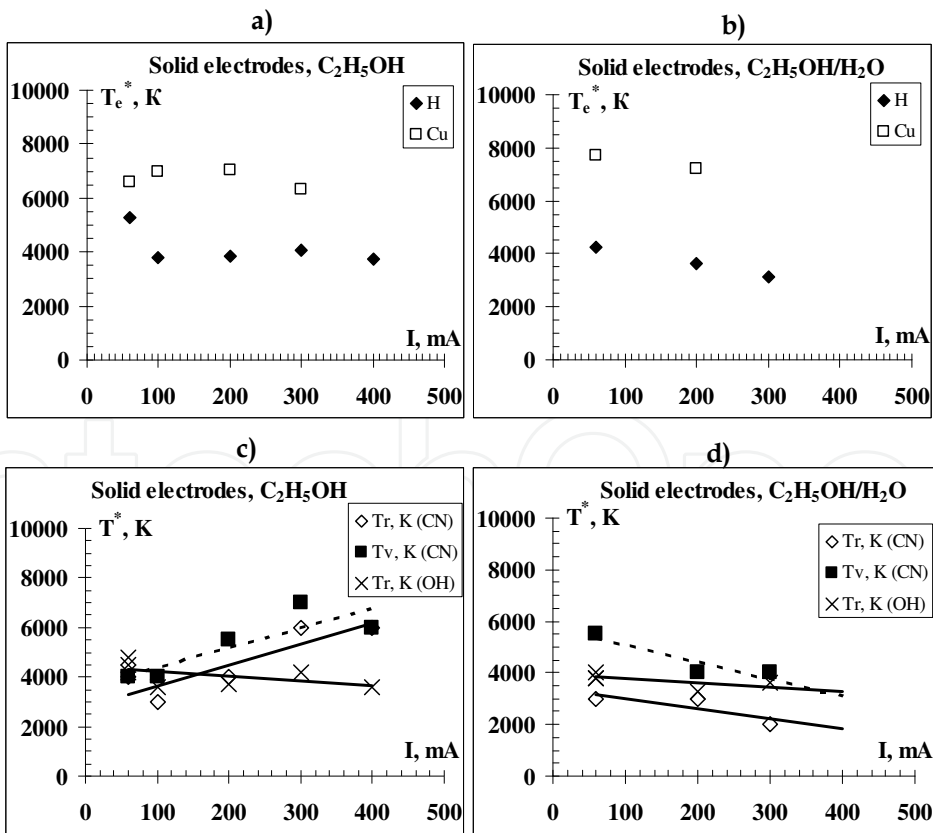 a)
Solid electrodes, C₂H₅OH
Tₑ*, К
H
Cu
10000
8000
6000
4000
2000
0
I, mA
0 100 200 300 400 500
b)
Solid electrodes, C₂H₅OH/H₂O
Tₑ*, К
H
Cu
10000
8000
6000
4000
2000
0
I, mA
0 100 200 300 400 500
c)
Solid electrodes, C₂H₅OH
T*, K
Tr, K (CN)
Tv, K (CN)
Tr, K (OH)
10000
8000
6000
4000
2000
0
I, mA
0 100 200 300 400 500
d)
Solid electrodes, C₂H₅OH/H₂O
T*, K
Tr, K (CN)
Tv, K (CN)
Tr, K (OH)
10000
8000
6000
4000
2000
0
I, mA
0 100 200 300 400 500